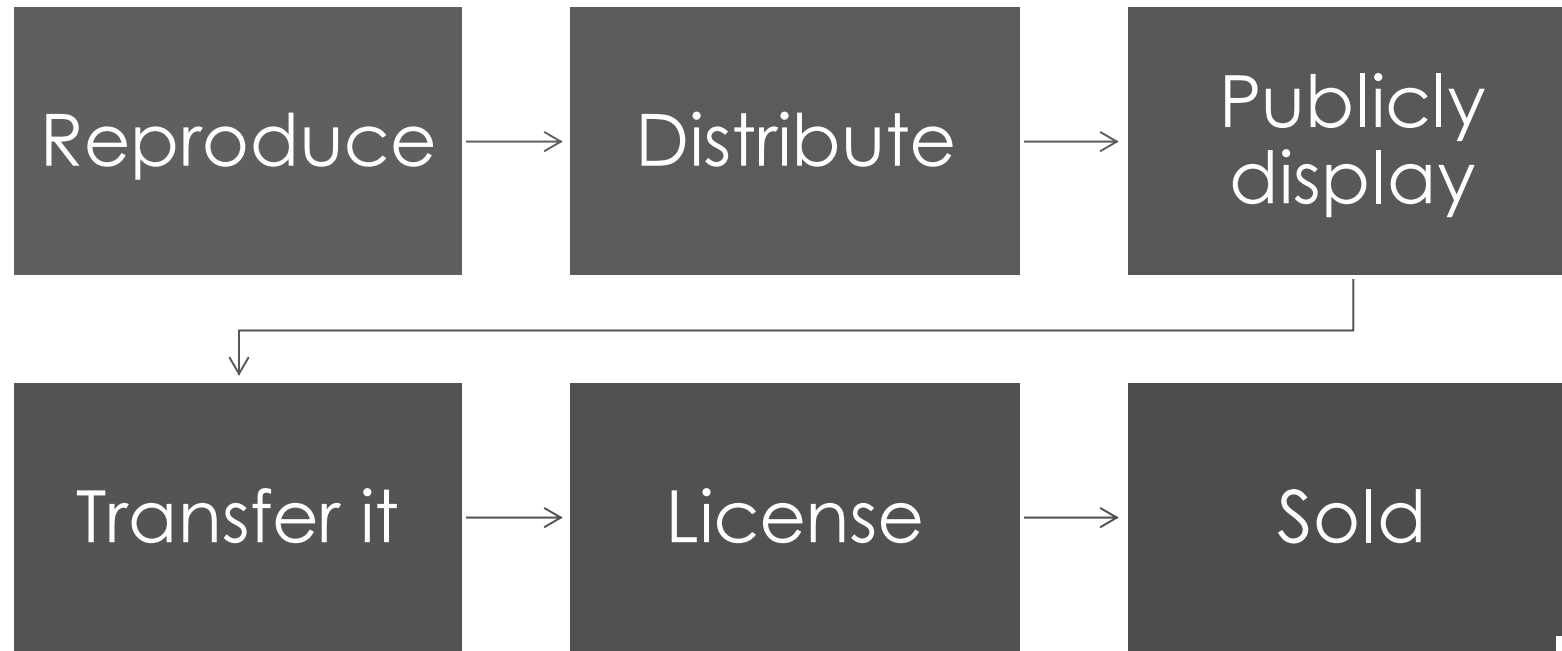 Reproduce
Distribute
Publicly
display
Transfer it
License
Sold